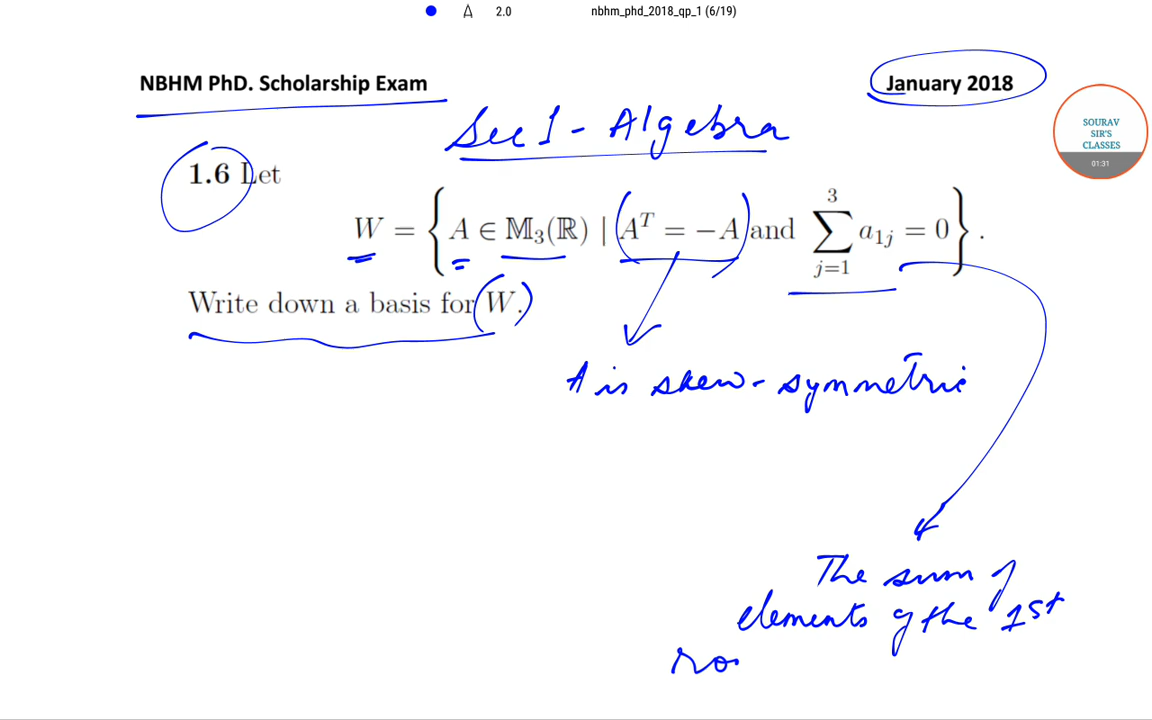 2.0 nbhm_phd_2018_qp_1 (6/19)
NBHM PhD. Scholarship Exam January 2018
SOURAV
SIR'S
CLASSES
01:31
Sec 1 - Algebra
1.6 Let
W = { A ∈ M₃(ℝ) | (Aᵀ = −A) and ∑_{j=1}^{3} a_{1j} = 0 } .
Write down a basis for W.
A is skew-symmetric
The sum of
elements of the 1st
ro